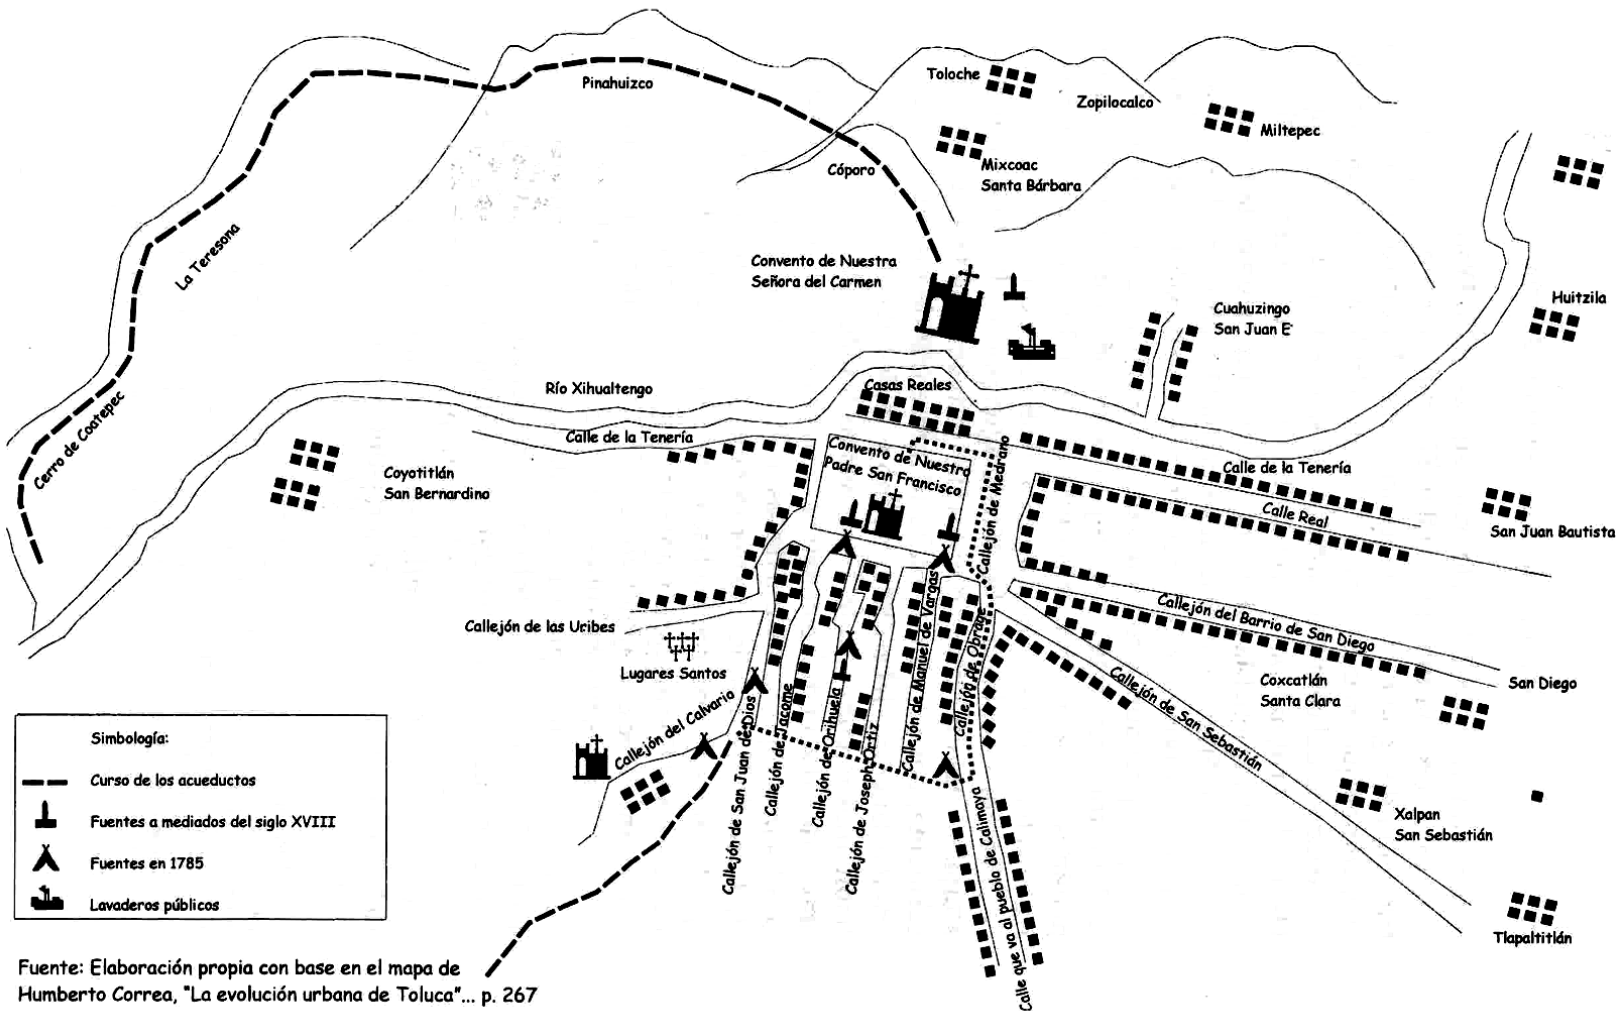 Toloche
Pinahuizco
Zopilocalco
Miltepec
Mixcoac
Santa Bárbara
Cóporo
La Teresona
Convento de Nuestra
Señora del Carmen
Huitzila
Cuahuzingo
San Juan E
Río Xihualtengo
Casas Reales
Cerro de Coatepec
Calle de la Tenería
Convento de Nuestro
Padre San Francisco
Callejón de Medrano
Calle de la Tenería
Coyotitlán
San Bernardino
Calle Real
San Juan Bautista
Callejón de las Uribes
Callejón del Barrio de San Diego
Lugares Santos
Callejón del Calvario
Callejón de San Juan de Dios
Callejón de Jacome
Callejón de Orihuela
Callejón de Joseph Ortiz
Callejón de Manuel de Vargas
Callejón de Obrage
Callejón de San Sebastián
Coxcatlán
Santa Clara
San Diego
Xalpan
San Sebastián
Tlapaltitlán
Calle que va al pueblo de Calimaya
Simbología:
Curso de los acueductos
Fuentes a mediados del siglo XVIII
Fuentes en 1785
Lavaderos públicos
Fuente: Elaboración propia con base en el mapa de
Humberto Correa, "La evolución urbana de Toluca"... p. 267